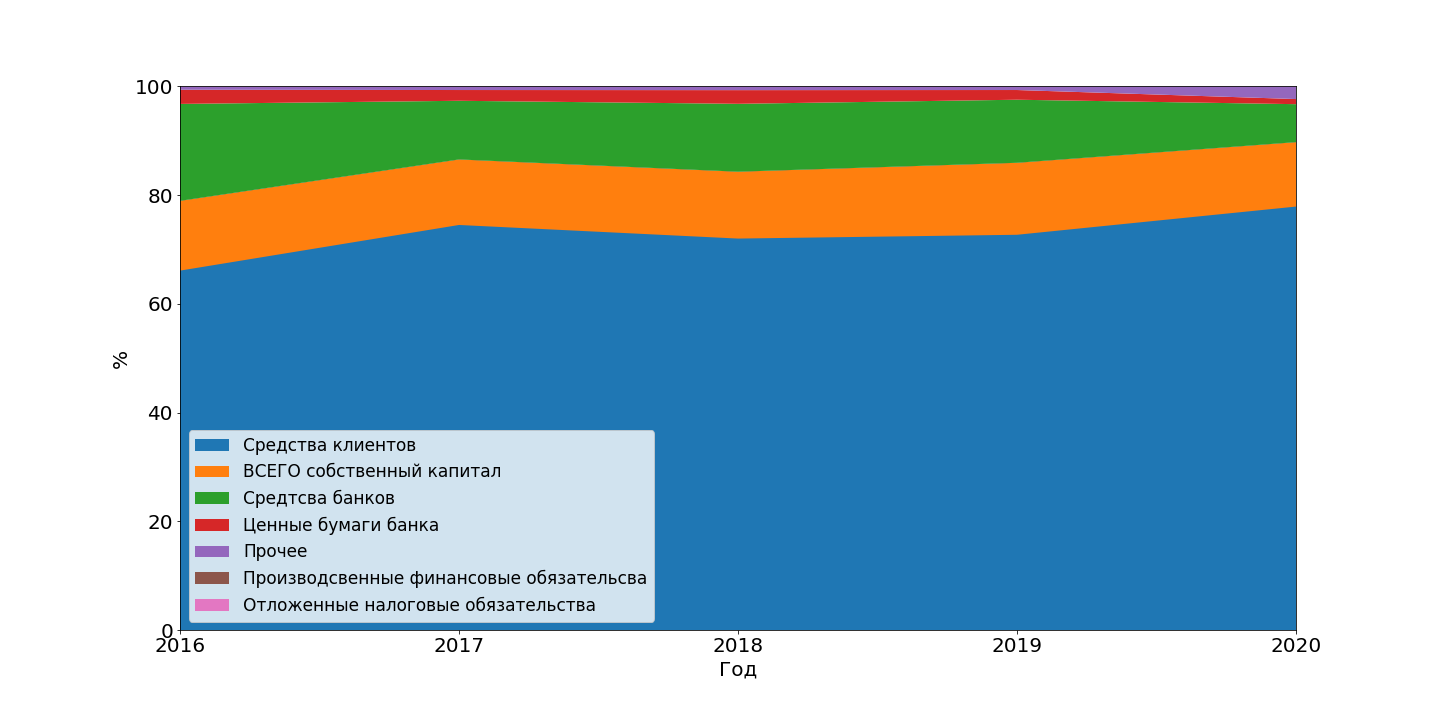 100
80
60
40
20
0
%
Средства клиентов
ВСЕГО собственный капитал
Средтсва банков
Ценные бумаги банка
Прочее
Производсвенные финансовые обязательсва
Отложенные налоговые обязательства
2016 2017 2018 2019 2020
Год